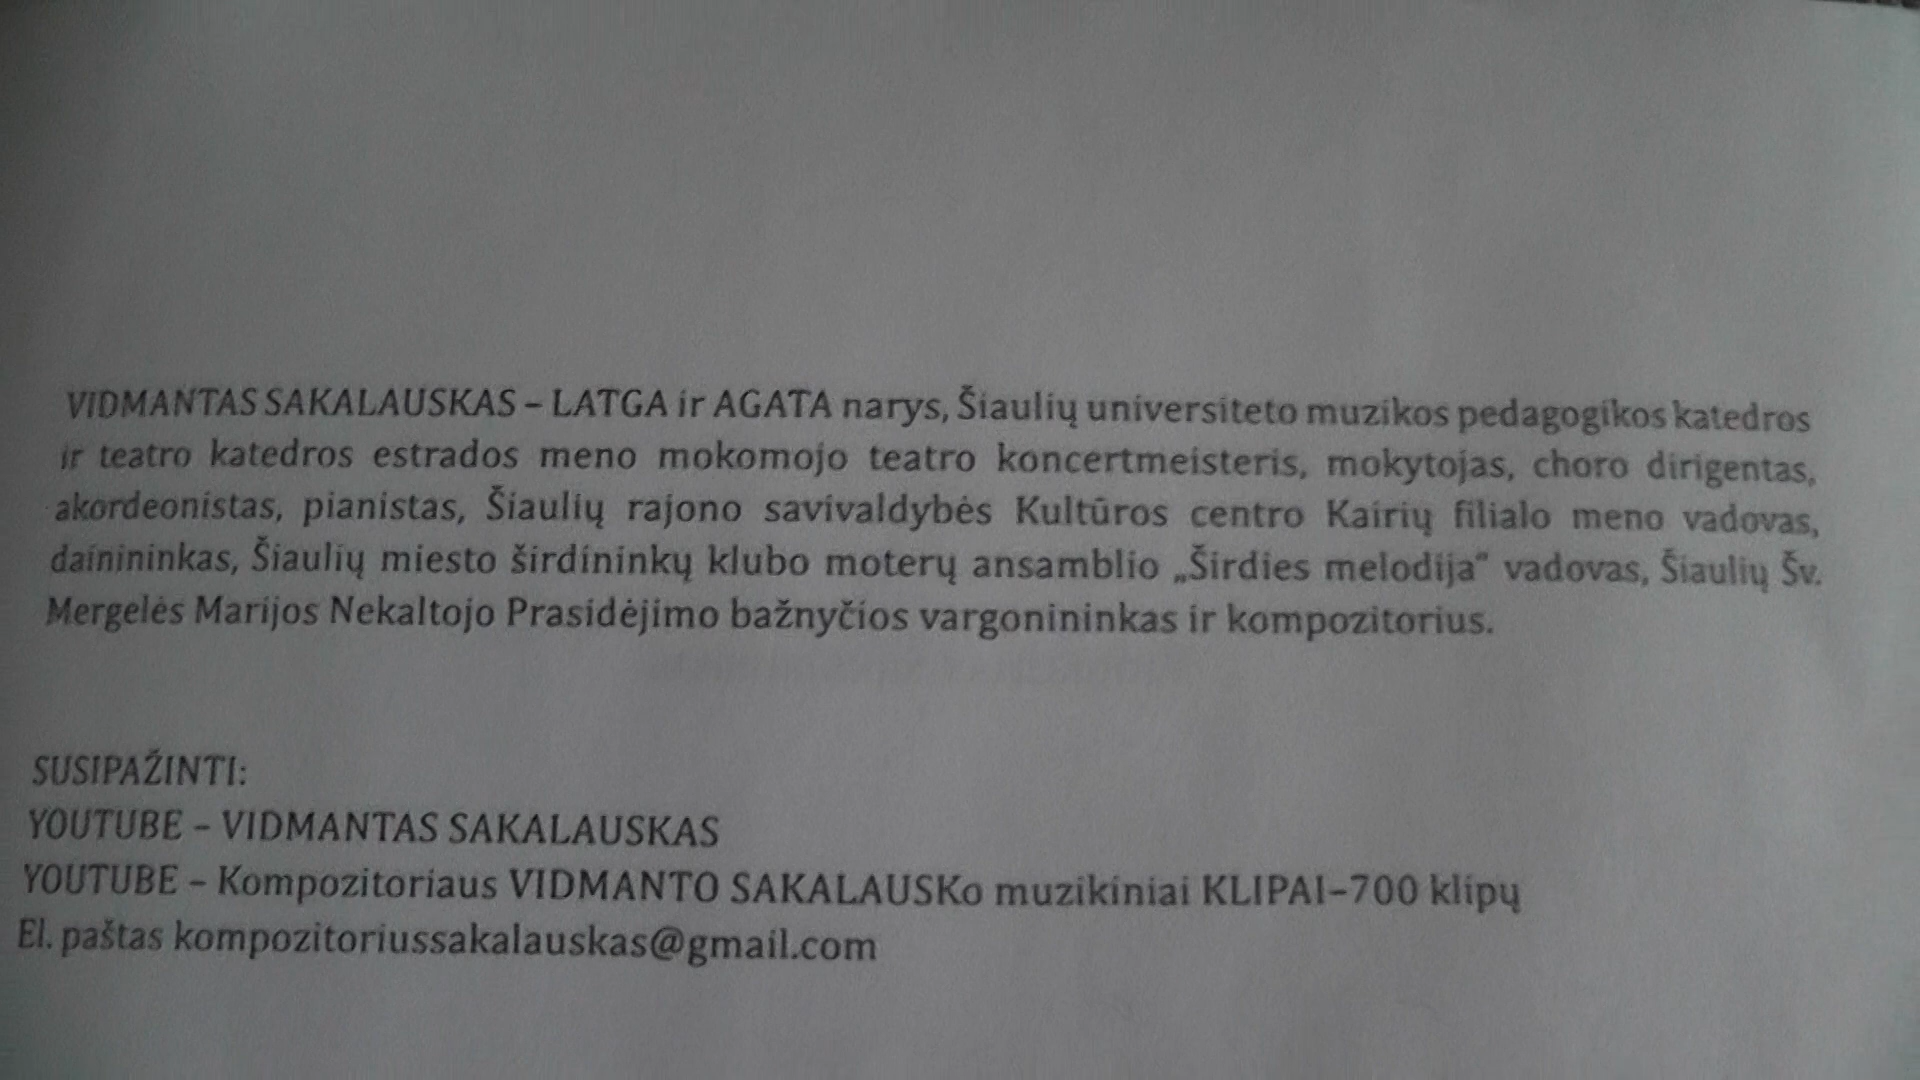 VIDMANTAS SAKALAUSKAS – LATGA ir AGATA narys, Šiaulių universiteto muzikos pedagogikos katedros
ir teatro katedros estrados meno mokomojo teatro koncertmeisteris, mokytojas, choro dirigentas,
akordeonistas, pianistas, Šiaulių rajono savivaldybės Kultūros centro Kairių filialo meno vadovas,
dainininkas, Šiaulių miesto širdininkų klubo moterų ansamblio „Širdies melodija“ vadovas, Šiaulių Šv.
Mergelės Marijos Nekaltojo Prasidėjimo bažnyčios vargonininkas ir kompozitorius.
SUSIPAŽINTI:
YOUTUBE – VIDMANTAS SAKALAUSKAS
YOUTUBE – Kompozitoriaus VIDMANTO SAKALAUSKo muzikiniai KLIPAI–700 klipų
El. paštas kompozitoriussakalauskas@gmail.com